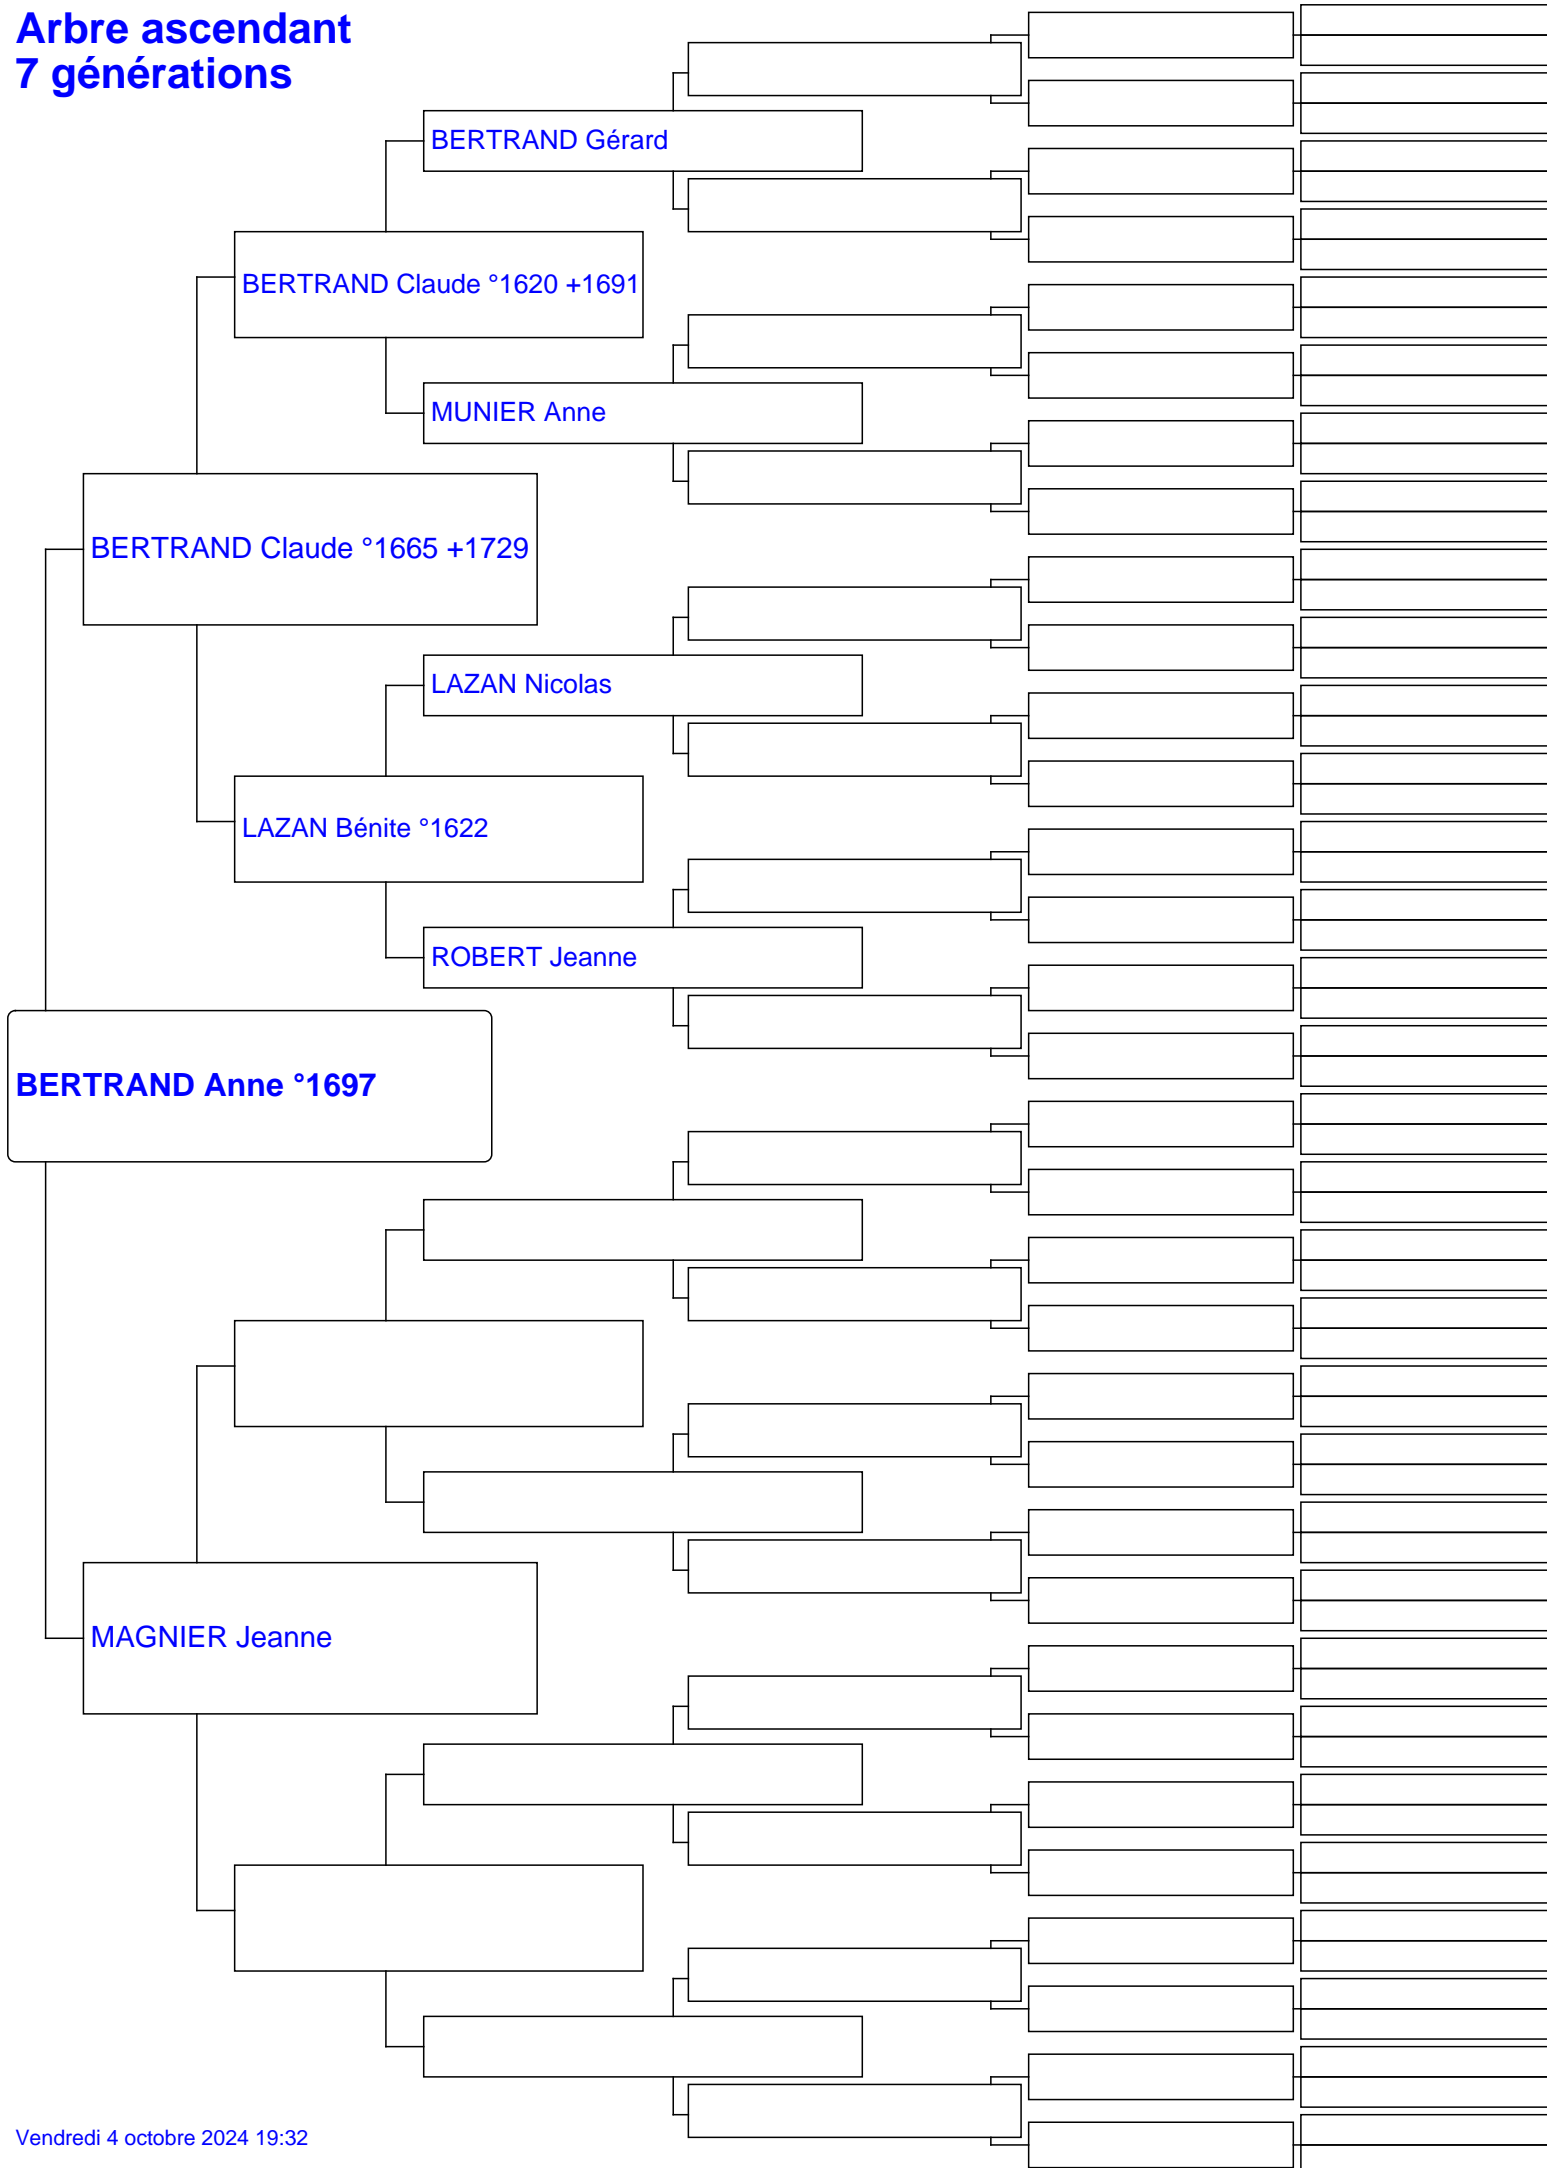 Arbre ascendant
7 générations
BERTRAND Gérard
BERTRAND Claude °1620 +1691
MUNIER Anne
BERTRAND Claude °1665 +1729
LAZAN Nicolas
LAZAN Bénite °1622
ROBERT Jeanne
BERTRAND Anne °1697
MAGNIER Jeanne
Vendredi 4 octobre 2024 19:32